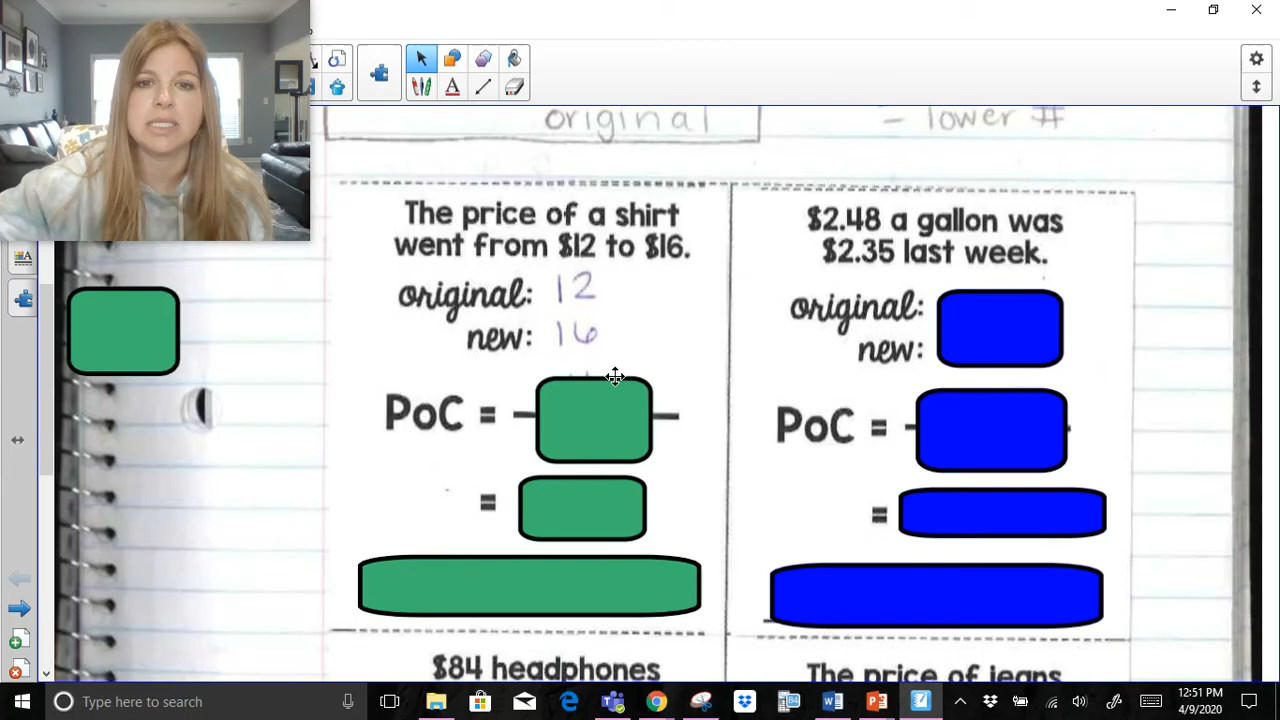 original
- lower #
The price of a shirt
went from $12 to $16.
original: 12
new: 16
PoC =
=
$2.48 a gallon was
$2.35 last week.
original:
new:
PoC =
=
$84 headphones
The price of jeans
Type here to search
12:51 PM
4/9/2020